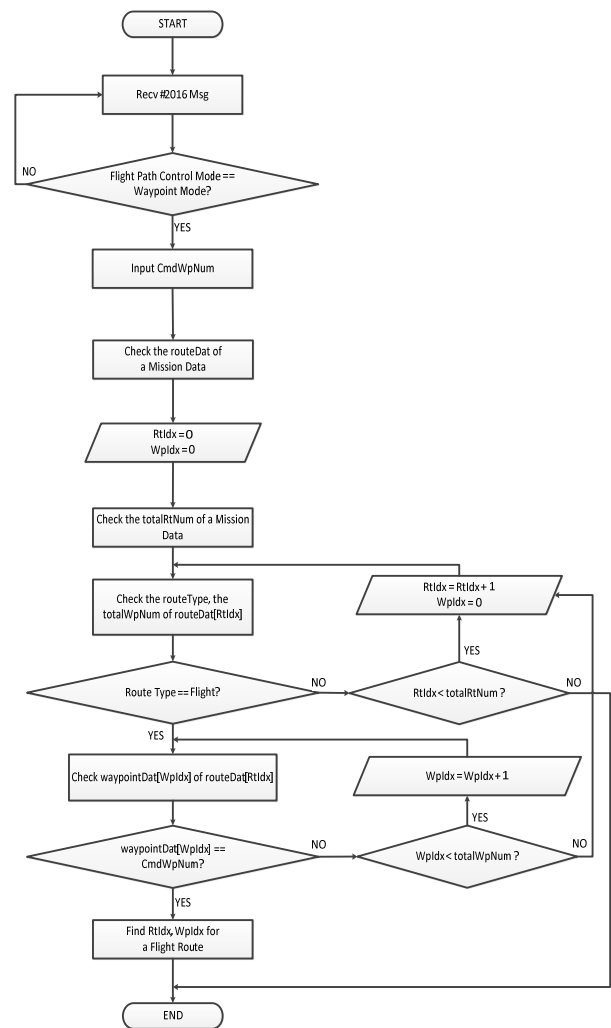 START
Recv #2016 Msg
NO
Flight Path Control Mode ==
Waypoint Mode?
YES
Input CmdWpNum
Check the routeDat of
a Mission Data
RtIdx = 0
WpIdx = 0
Check the totalRtNum of a Mission
Data
Check the routeType, the
totalWpNum of routeDat[RtIdx]
RtIdx = RtIdx + 1
WpIdx = 0
YES
Route Type == Flight?
NO
RtIdx < totalRtNum ?
NO
YES
Check waypointDat[WpIdx] of routeDat[RtIdx]
WpIdx = WpIdx + 1
YES
waypointDat[WpIdx] ==
CmdWpNum?
NO
WpIdx < totalWpNum ?
NO
YES
Find RtIdx, WpIdx for
a Flight Route
END